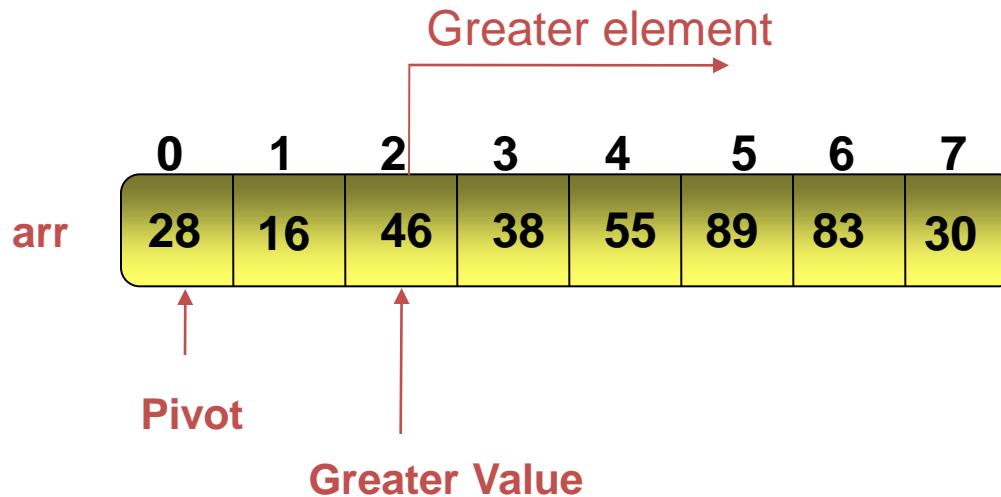 Greater element
0 1 2 3 4 5 6 7
arr 28 16 46 38 55 89 83 30
Pivot
Greater Value